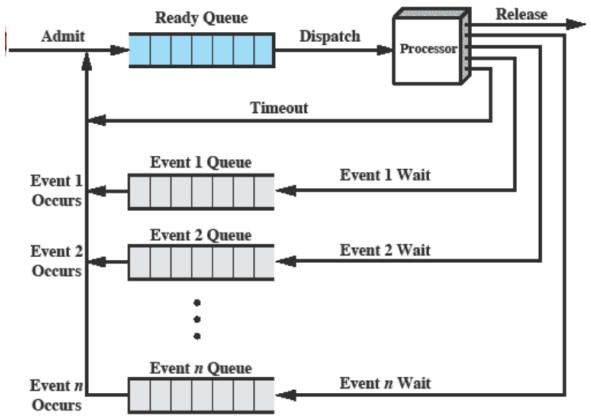 Ready Queue
Release
Admit
Dispatch
Processor
Timeout
Event 1 Queue
Event 1 Wait
Event 1
Occurs
Event 2 Queue
Event 2 Wait
Event 2
Occurs
Event n Queue
Event n Wait
Event n
Occurs